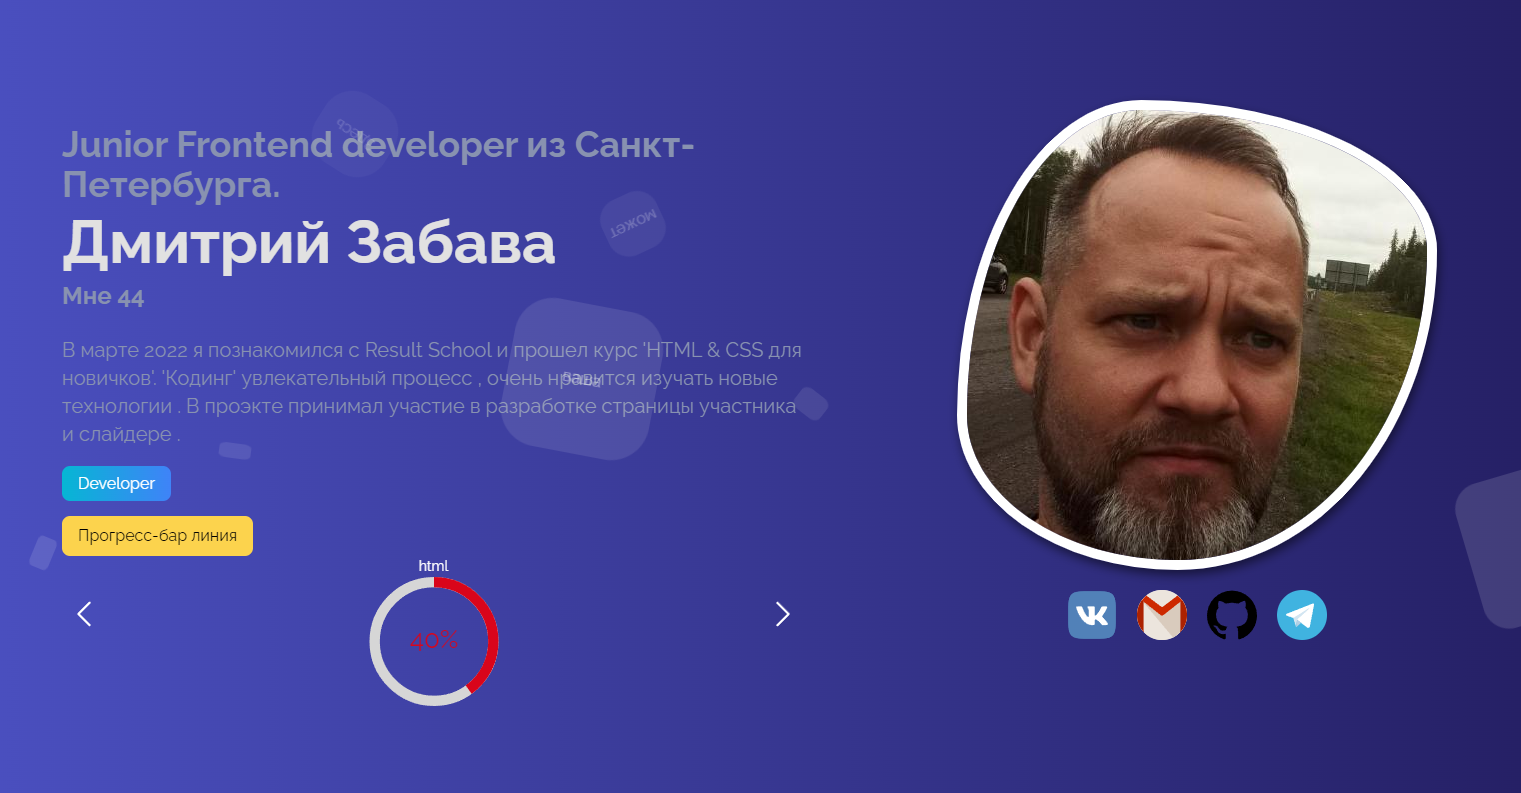 Junior Frontend developer из Санкт-
Петербурга.
может
Дмитрий Забава
Мне 44
В марте 2022 я познакомился с Result School и прошел курс 'HTML & CSS для
новичков'. 'Кодинг' увлекательный процесс , очень нравится изучать новые
технологии . В проэкте принимал участие в разработке страницы участника
и слайдере .
Developer
Прогресс-бар линия
html
40%